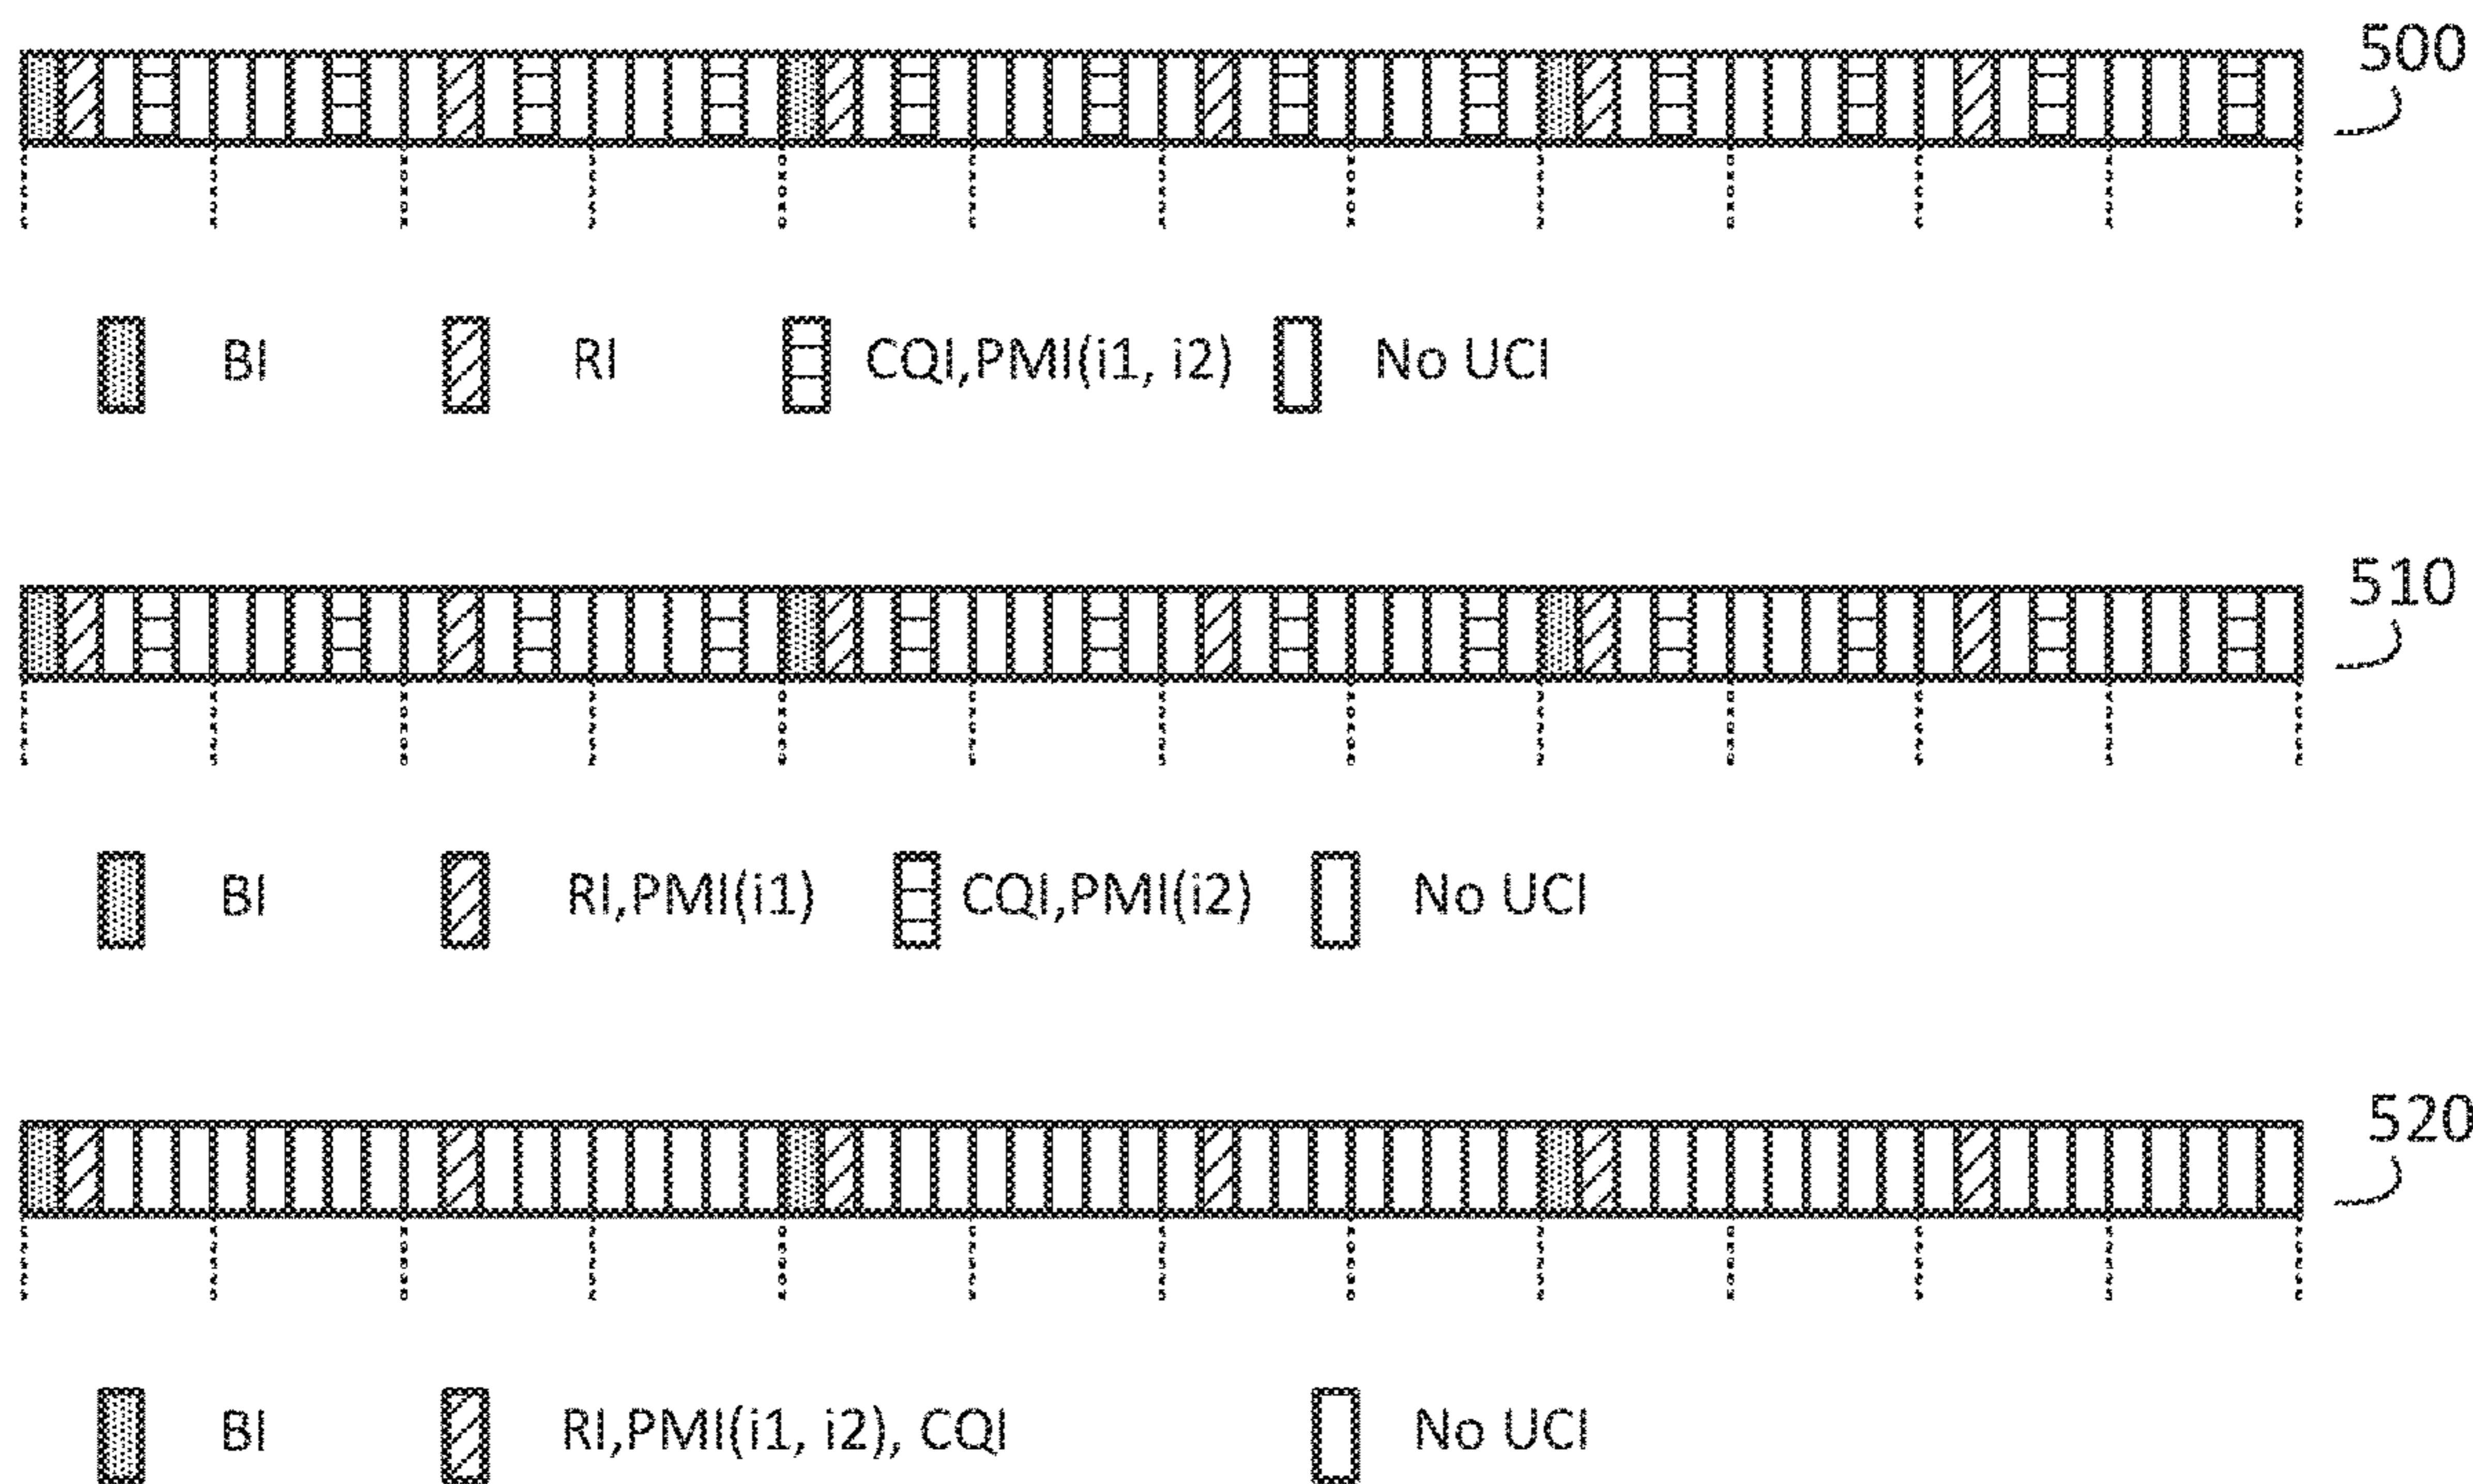 500
BI RI CQI,PMI(i1, i2) No UCI
510
BI RI,PMI(i1) CQI,PMI(i2) No UCI
520
BI RI,PMI(i1, i2), CQI No UCI